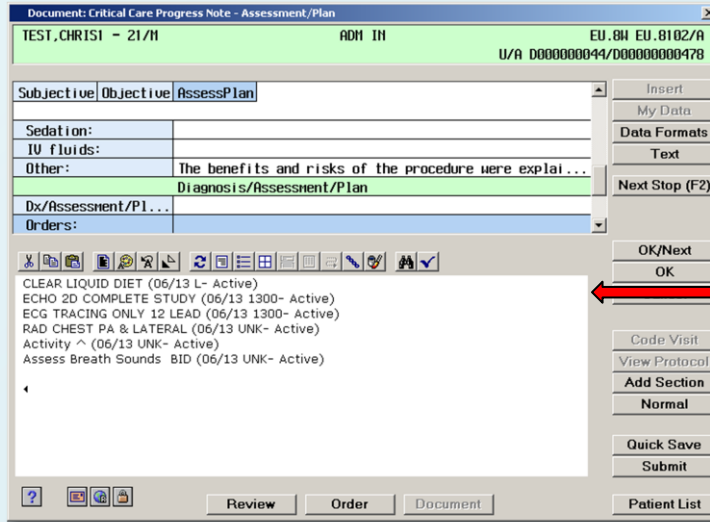 Document: Critical Care Progress Note - Assessment/Plan
TEST,CHRIS1 - 21/M ADM IN EU.8W EU.8102/A
U/A D000000044/D00000000478
Subjective Objective AssessPlan
Sedation:
IV fluids:
Other: The benefits and risks of the procedure were explai...
Diagnosis/Assessment/Plan
Dx/Assessment/Pl...
Orders:
Insert
My Data
Data Formats
Text
Next Stop (F2)
OK/Next
OK
CLEAR LIQUID DIET (06/13 L- Active)
ECHO 2D COMPLETE STUDY (06/13 1300- Active)
ECG TRACING ONLY 12 LEAD (06/13 1300- Active)
RAD CHEST PA & LATERAL (06/13 UNK- Active)
Activity ^ (06/13 UNK- Active)
Assess Breath Sounds BID (06/13 UNK- Active)
Code Visit
View Protocol
Add Section
Normal
Quick Save
Submit
Patient List
? Review Order Document